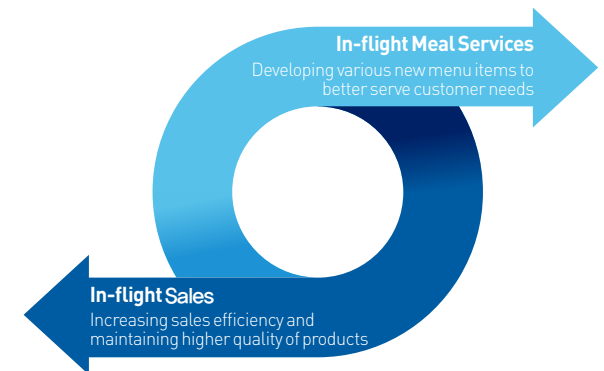 In-flight Meal Services
Developing various new menu items to
better serve customer needs
In-flight Sales
Increasing sales efficiency and
maintaining higher quality of products